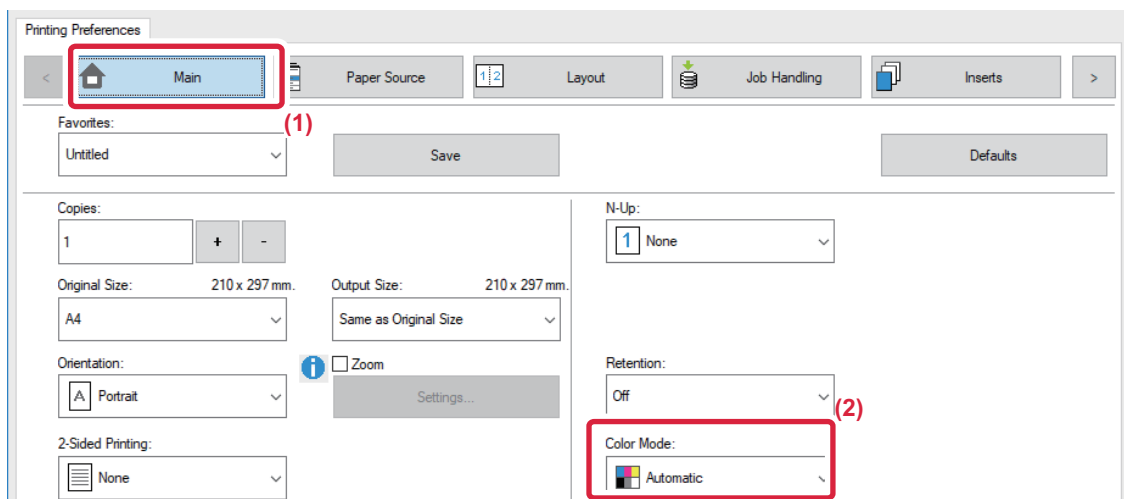 Printing Preferences
< Main Paper Source 1 2 Layout Job Handling Inserts >
(1)
Favorites:
Untitled Save Defaults
Copies: N-Up:
1 + - 1 None
Original Size: 210 x 297 mm. Output Size: 210 x 297 mm.
A4 Same as Original Size
Orientation: i Zoom Retention:
A Portrait Settings... Off
(2)
2-Sided Printing: Color Mode:
None Automatic